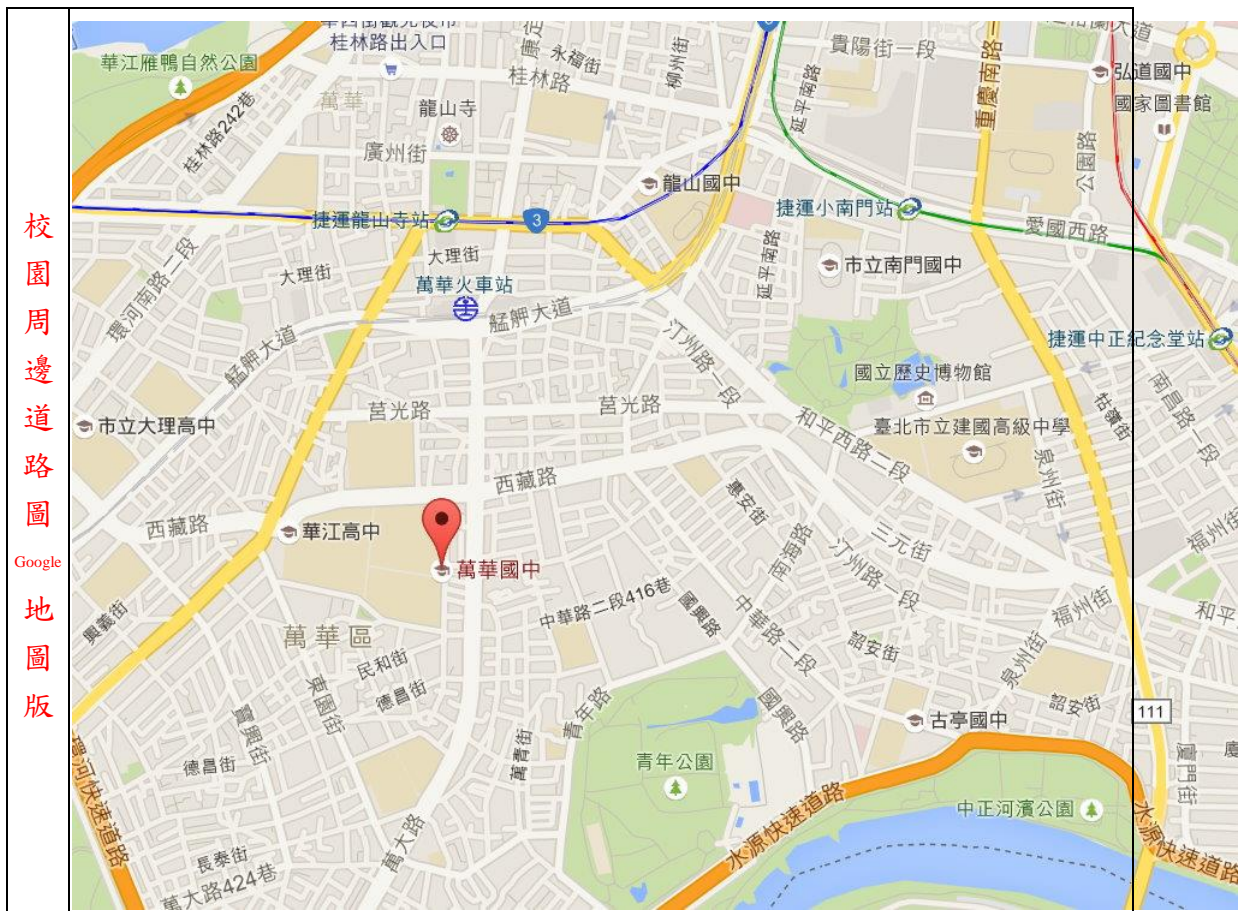 校
園
周
邊
道
路
圖
Google
地
圖
版
桂林路出入口
華江雁鴨自然公園
永福街
柳州街
貴陽街一段
弘道國中
國家圖書館
桂林路
延平南路
重慶南路一
桂林路242巷
萬華
龍山寺
廣州街
公園路
龍山國中
捷運龍山寺站
3
捷運小南門站
愛國西路
環河南路二段
大理街
大理街
延平南路
市立南門國中
萬華火車站
艋舺大道
艋舺大道
汀州路一段
捷運中正紀念堂站
國立歷史博物館
南昌路一段
莒光路
莒光路
牯嶺街
市立大理高中
和平西路二段
臺北市立建國高級中學
泉州街
西藏路
惠安街
西藏路
華江高中
三元街
福州街
萬華國中
南海路
汀州路一段
興義街
中華路二段416巷
國興路
中華路二段
福州街
和平
萬華區
民和街
韶安街
泉州街
德昌街
東園街
青年路
國興路
韶安街
寶興街
古亭國中
111
德昌街
萬青街
青年公園
廈門街
環河快速道路
中正河濱公園
萬大路
水源快速道路
水源快速道路
長泰街
萬大路424巷